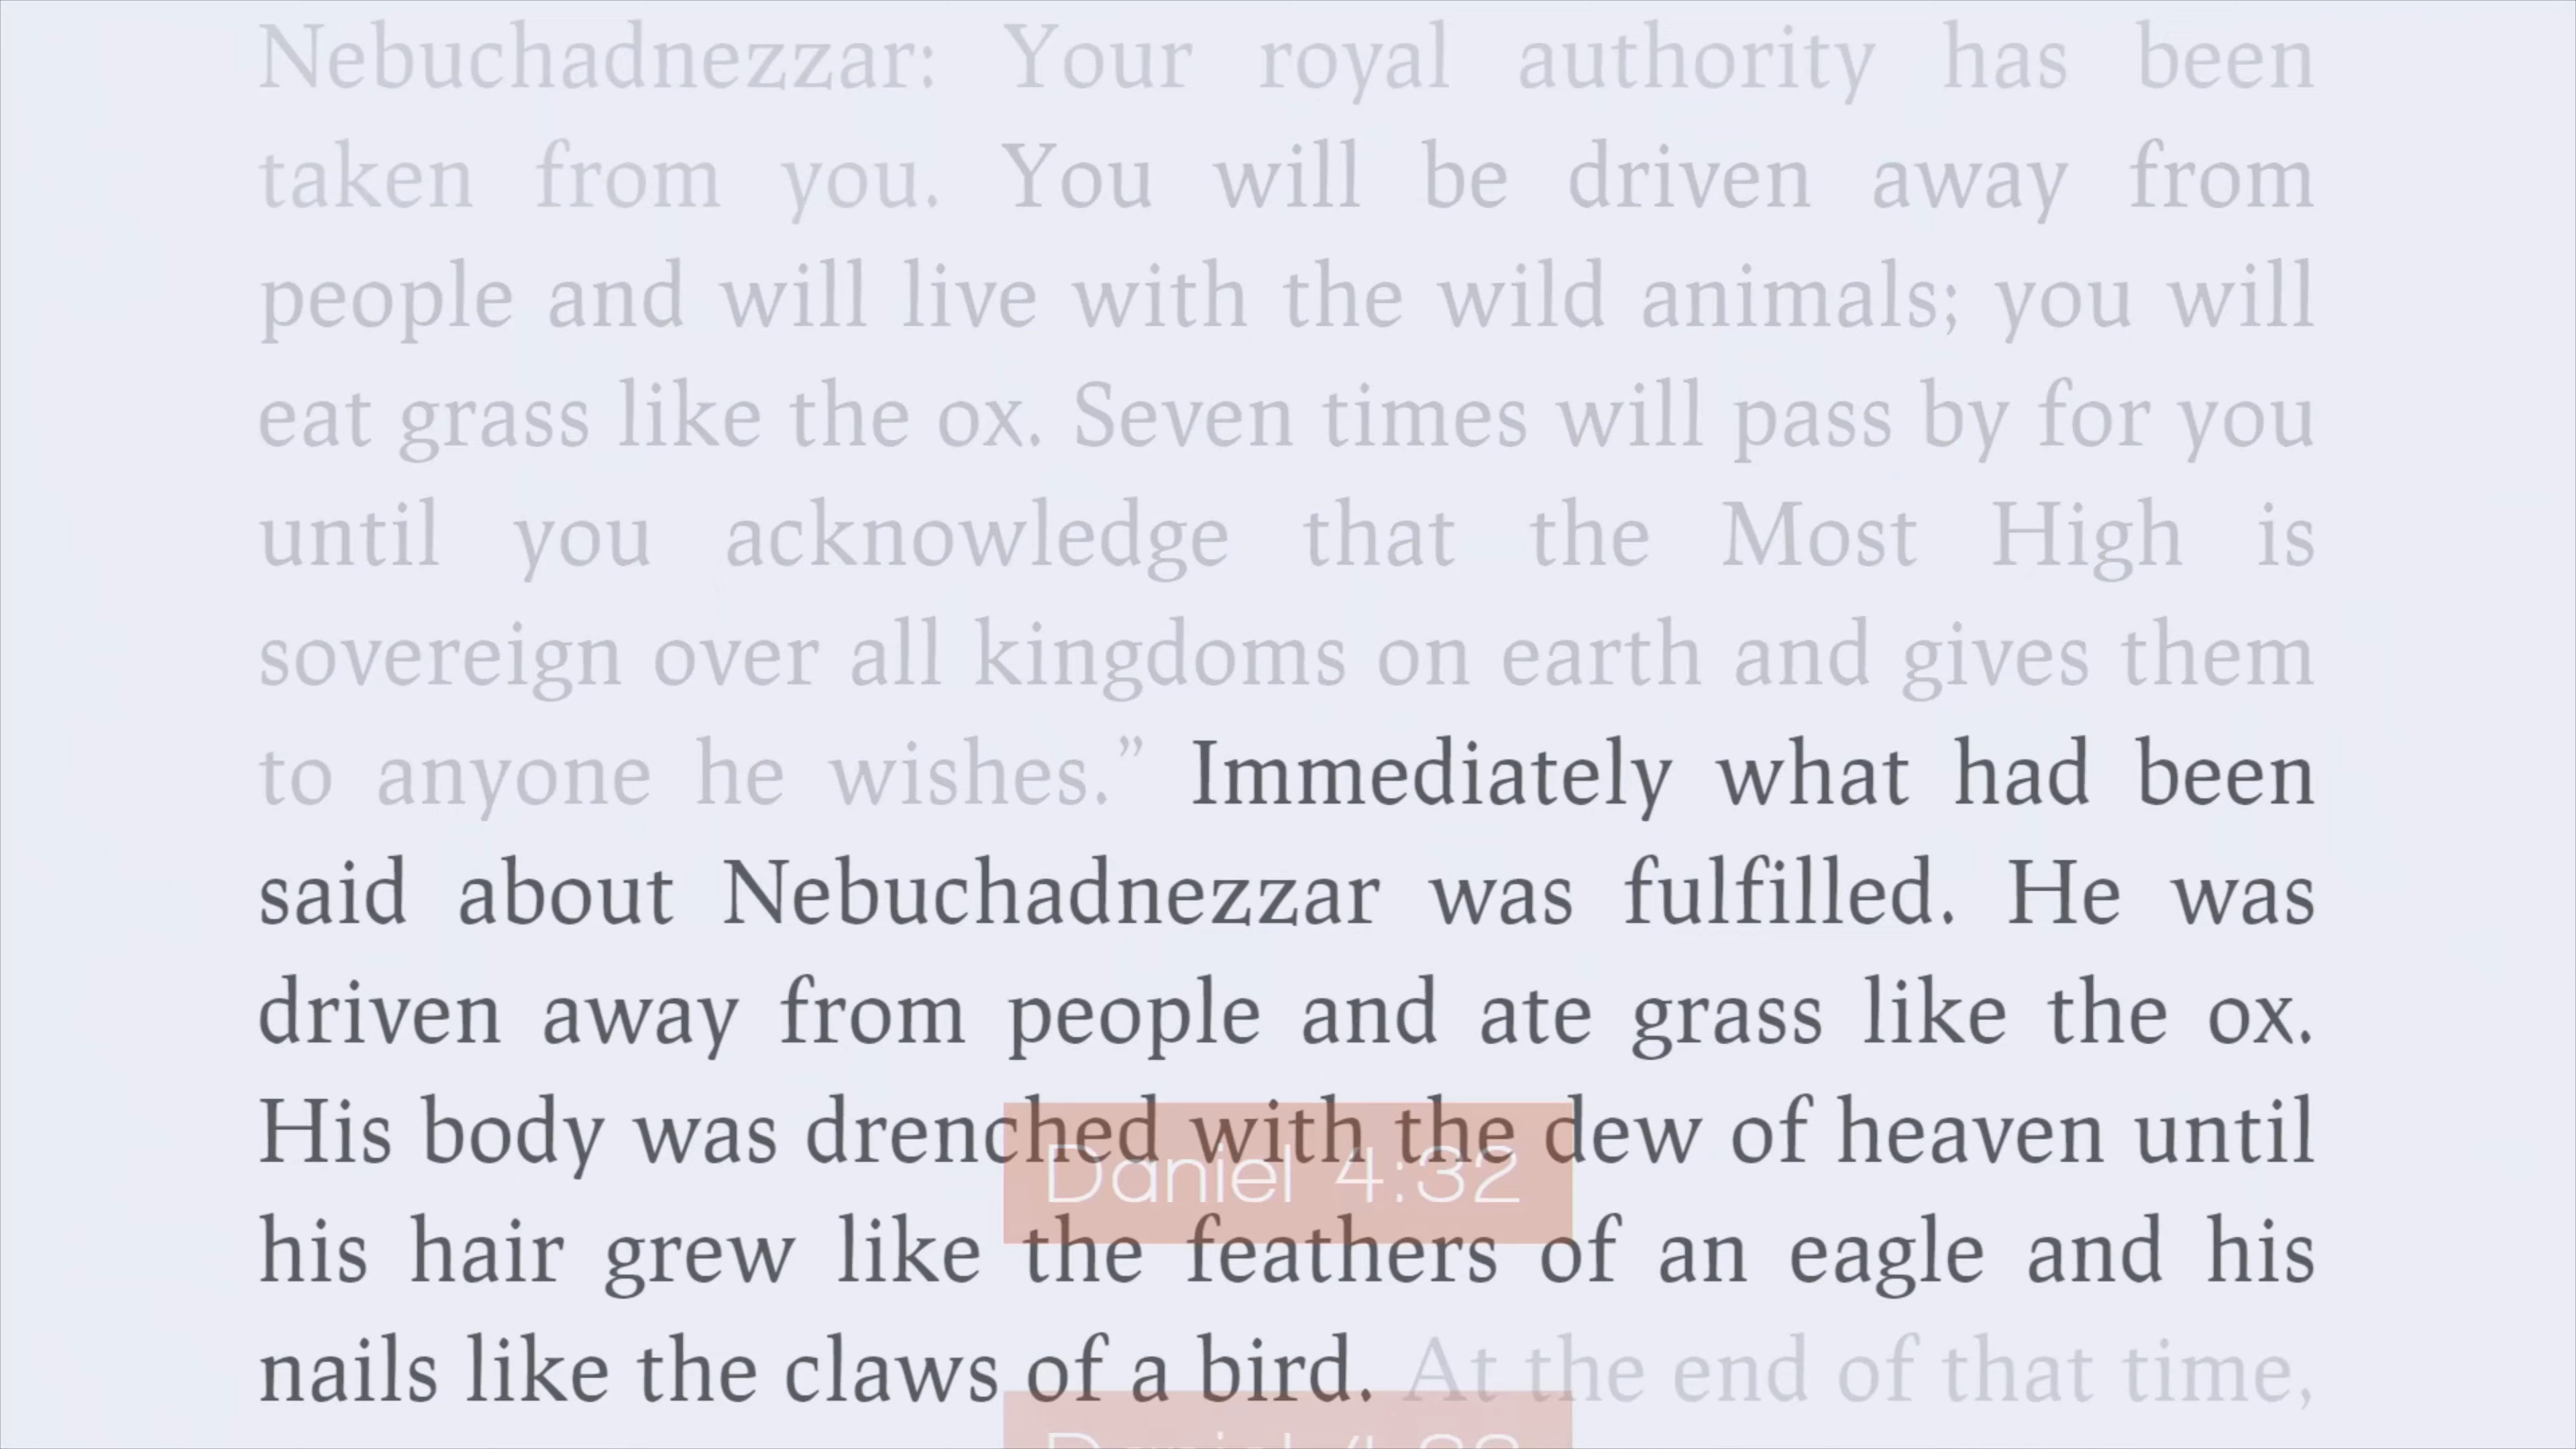 Nebuchadnezzar: Your royal authority has been
taken from you. You will be driven away from
people and will live with the wild animals; you will
eat grass like the ox. Seven times will pass by for you
until you acknowledge that the Most High is
sovereign over all kingdoms on earth and gives them
to anyone he wishes.” Immediately what had been
said about Nebuchadnezzar was fulfilled. He was
driven away from people and ate grass like the ox.
His body was drenched with the dew of heaven until
Daniel 4:32
his hair grew like the feathers of an eagle and his
nails like the claws of a bird. At the end of that time,
Daniel